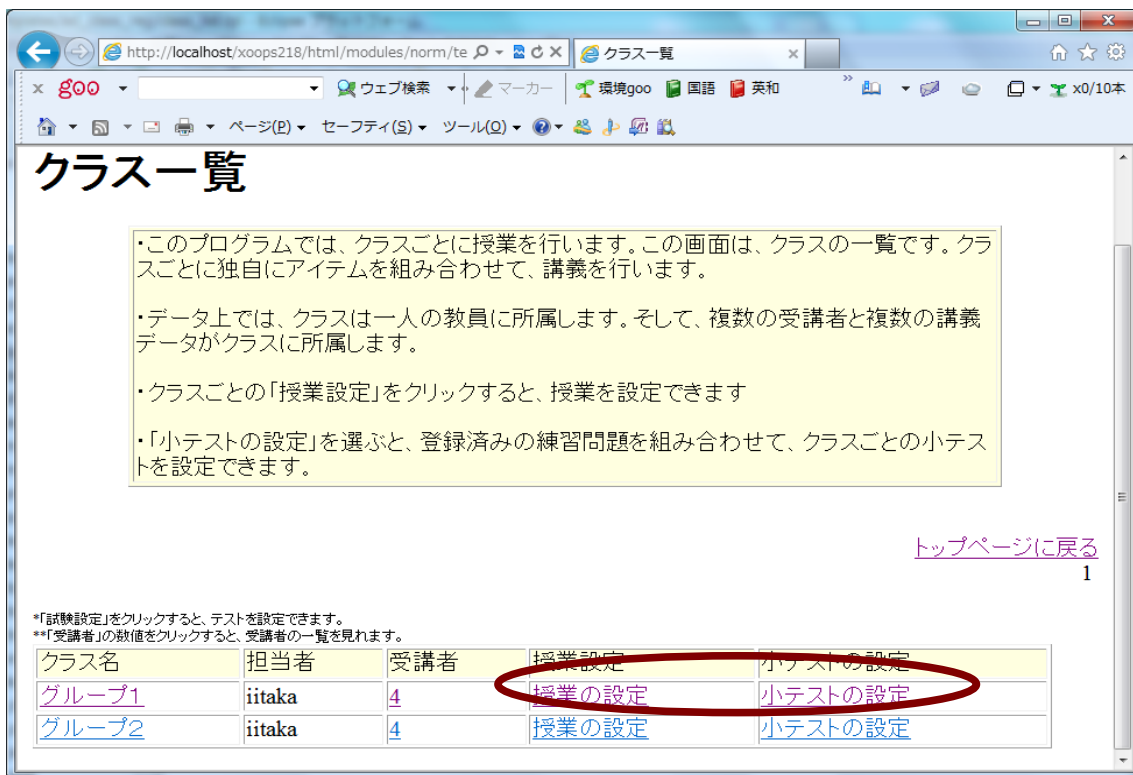 http://localhost/xoops218/html/modules/norm/te
クラス一覧
goo
ウェブ検索
マーカー
環境goo
国語
英和
x0/10本
ページ(P)
セーフティ(S)
ツール(O)
クラス一覧
・このプログラムでは、クラスごとに授業を行います。この画面は、クラスの一覧です。クラ
スごとに独自にアイテムを組み合わせて、講義を行います。
・データ上では、クラスは一人の教員に所属します。そして、複数の受講者と複数の講義
データがクラスに所属します。
・クラスごとの「授業設定」をクリックすると、授業を設定できます
・「小テストの設定」を選ぶと、登録済みの練習問題を組み合わせて、クラスごとの小テス
トを設定できます。
トップページに戻る
1
*「試験設定」をクリックすると、テストを設定できます。
**「受講者」の数値をクリックすると、受講者の一覧を見れます。
クラス名 担当者 受講者 授業設定 小テストの設定
グループ1 iitaka 4 授業の設定 小テストの設定
グループ2 iitaka 4 授業の設定 小テストの設定